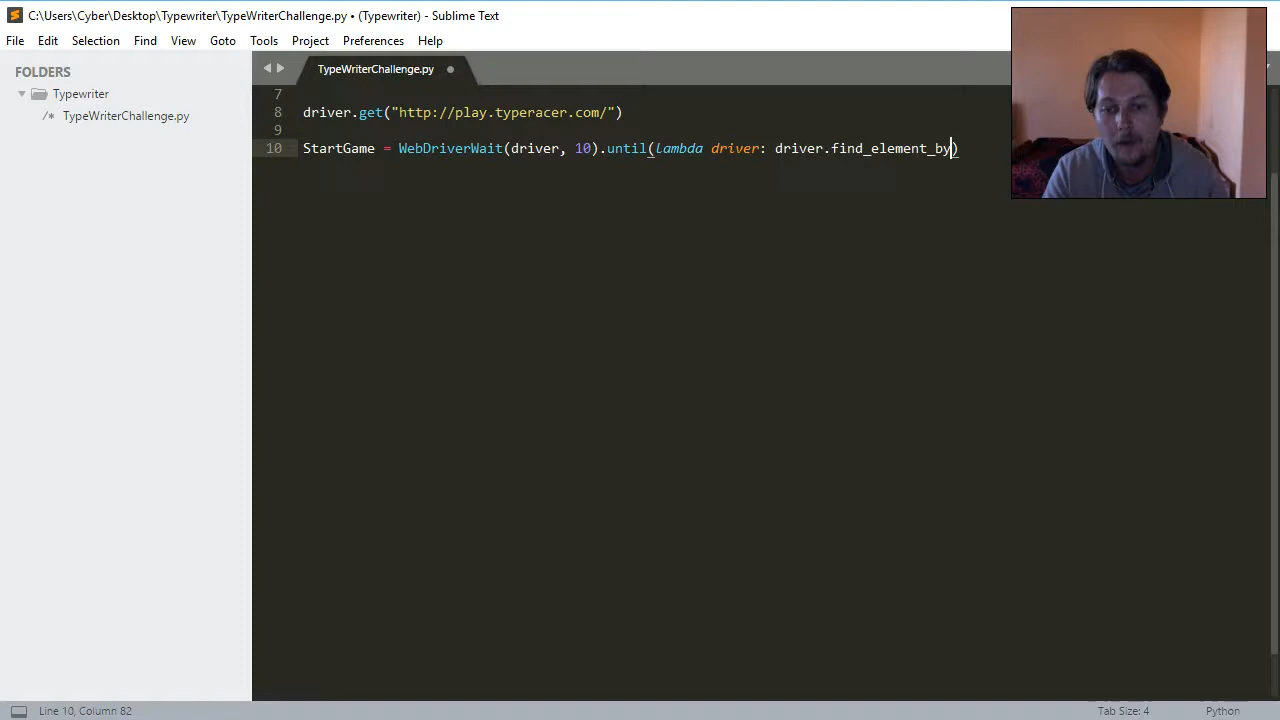 C:\Users\Cyber\Desktop\Typewriter\TypeWriterChallenge.py • (Typewriter) - Sublime Text
File Edit Selection Find View Goto Tools Project Preferences Help
FOLDERS
Typewriter
/* TypeWriterChallenge.py
TypeWriterChallenge.py
7
8 driver.get("http://play.typeracer.com/")
9
10 StartGame = WebDriverWait(driver, 10).until(lambda driver: driver.find_element_by)
Line 10, Column 82
Tab Size: 4
Python